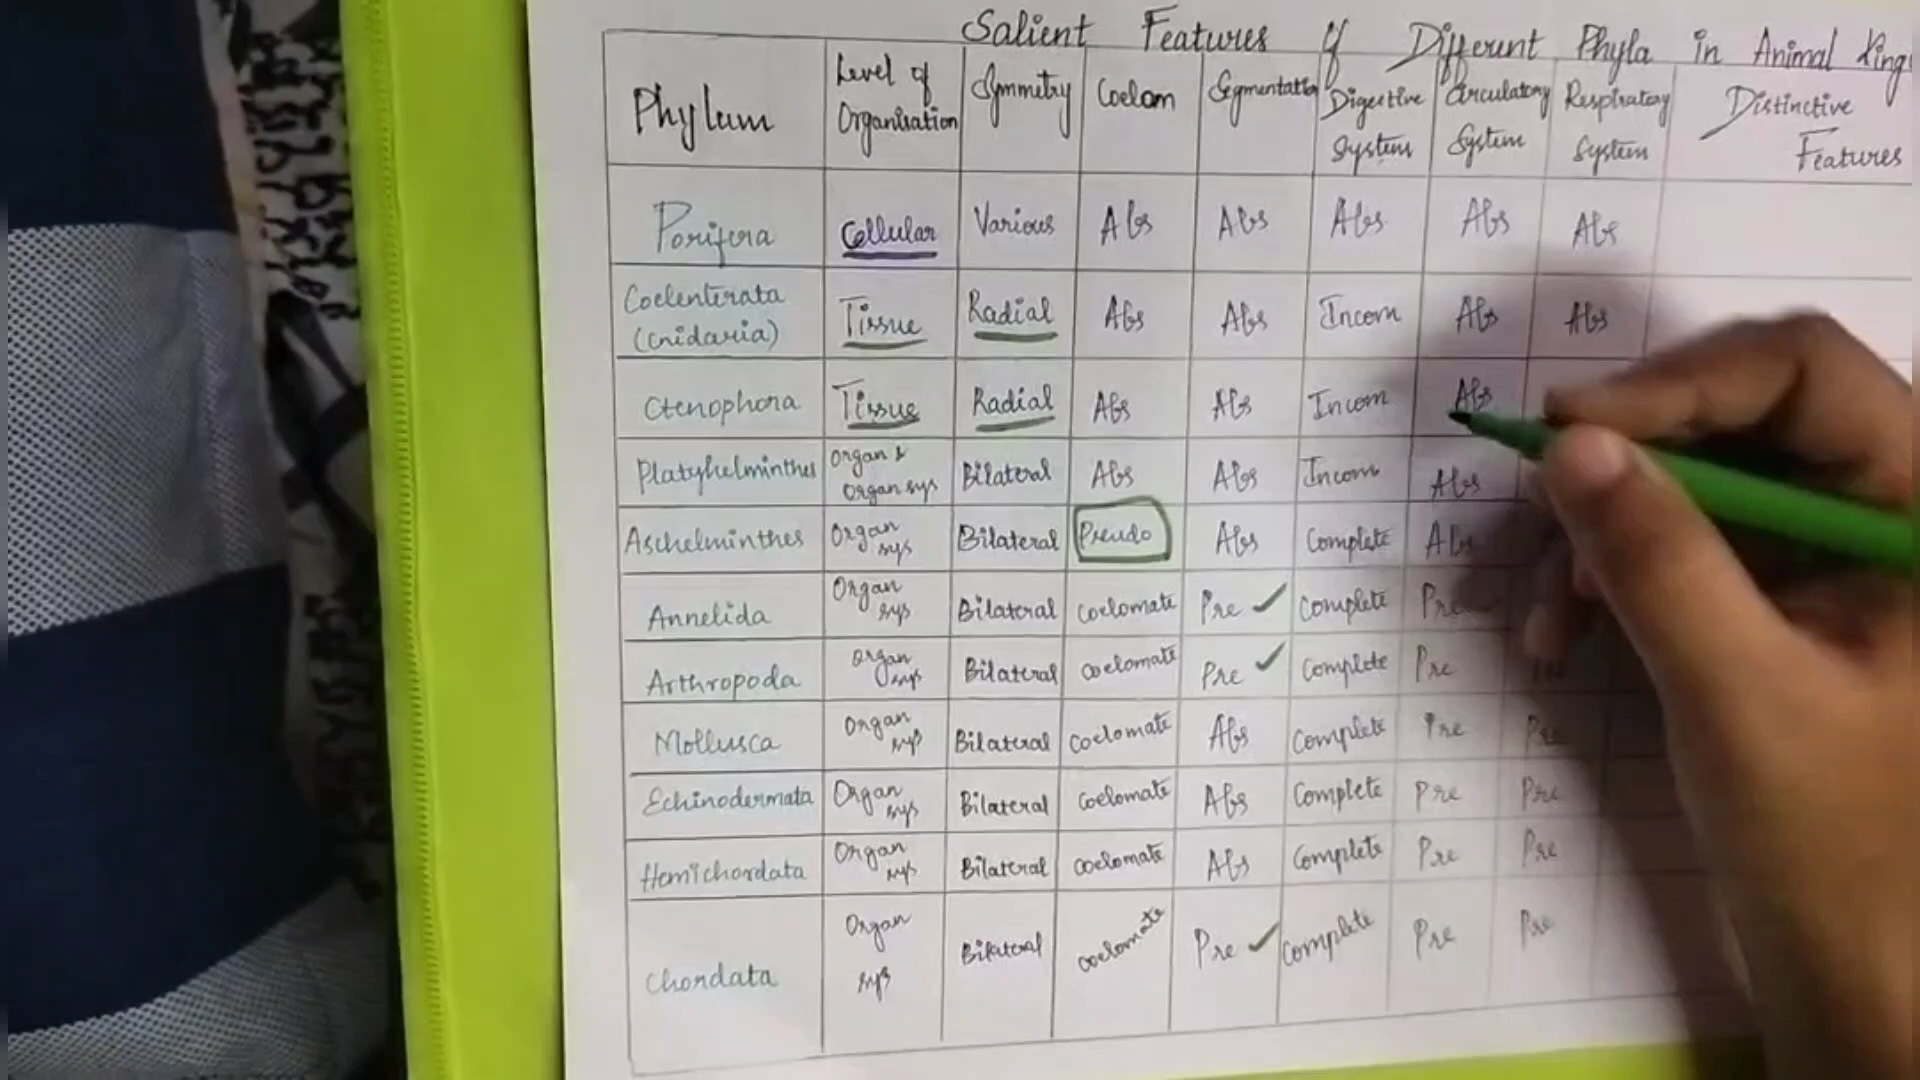 Salient Features of Different Phyla in Animal King
Phylum Level of Organisation Symmetry Coelom Segmentation Digestive System Circulatory System Respiratory System Distinctive Features
Porifera Cellular Various Abs Abs Abs Abs Abs
Coelenterata (Cnidaria) Tissue Radial Abs Abs Incom Abs Abs
Ctenophora Tissue Radial Abs Abs Incom Abs
Platyhelminthes Organ & Organ sys Bilateral Abs Abs Incom Abs
Aschelminthes Organ sys Bilateral Pseudo Abs Complete Abs
Annelida Organ sys Bilateral Coelomate Pre ✓ Complete Pre
Arthropoda Organ sys Bilateral Coelomate Pre ✓ Complete Pre Pre
Mollusca Organ sys Bilateral Coelomate Abs Complete Pre Pre
Echinodermata Organ sys Bilateral Coelomate Abs Complete Pre Pre
Hemichordata Organ sys Bilateral Coelomate Abs Complete Pre Pre
Chordata Organ sys Bilateral Coelomate Pre ✓ Complete Pre Pre